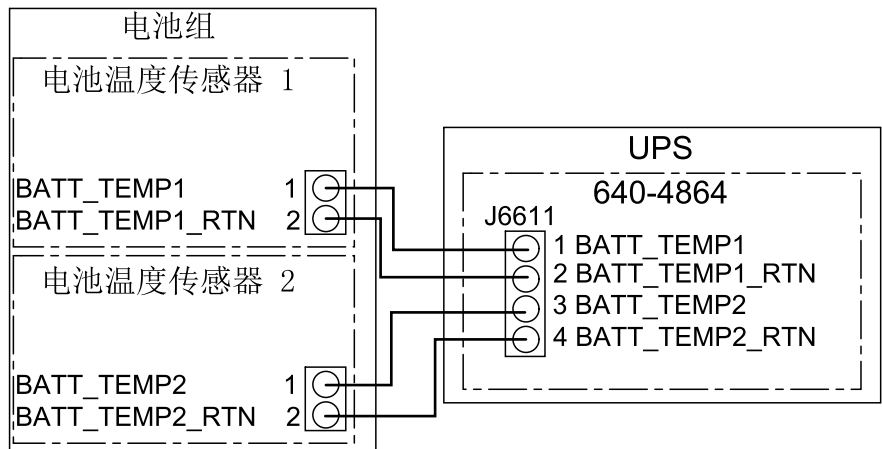 电池组
电池温度传感器 1
BATT_TEMP1 1
BATT_TEMP1_RTN 2
电池温度传感器 2
BATT_TEMP2 1
BATT_TEMP2_RTN 2
UPS
640-4864
J6611
1 BATT_TEMP1
2 BATT_TEMP1_RTN
3 BATT_TEMP2
4 BATT_TEMP2_RTN